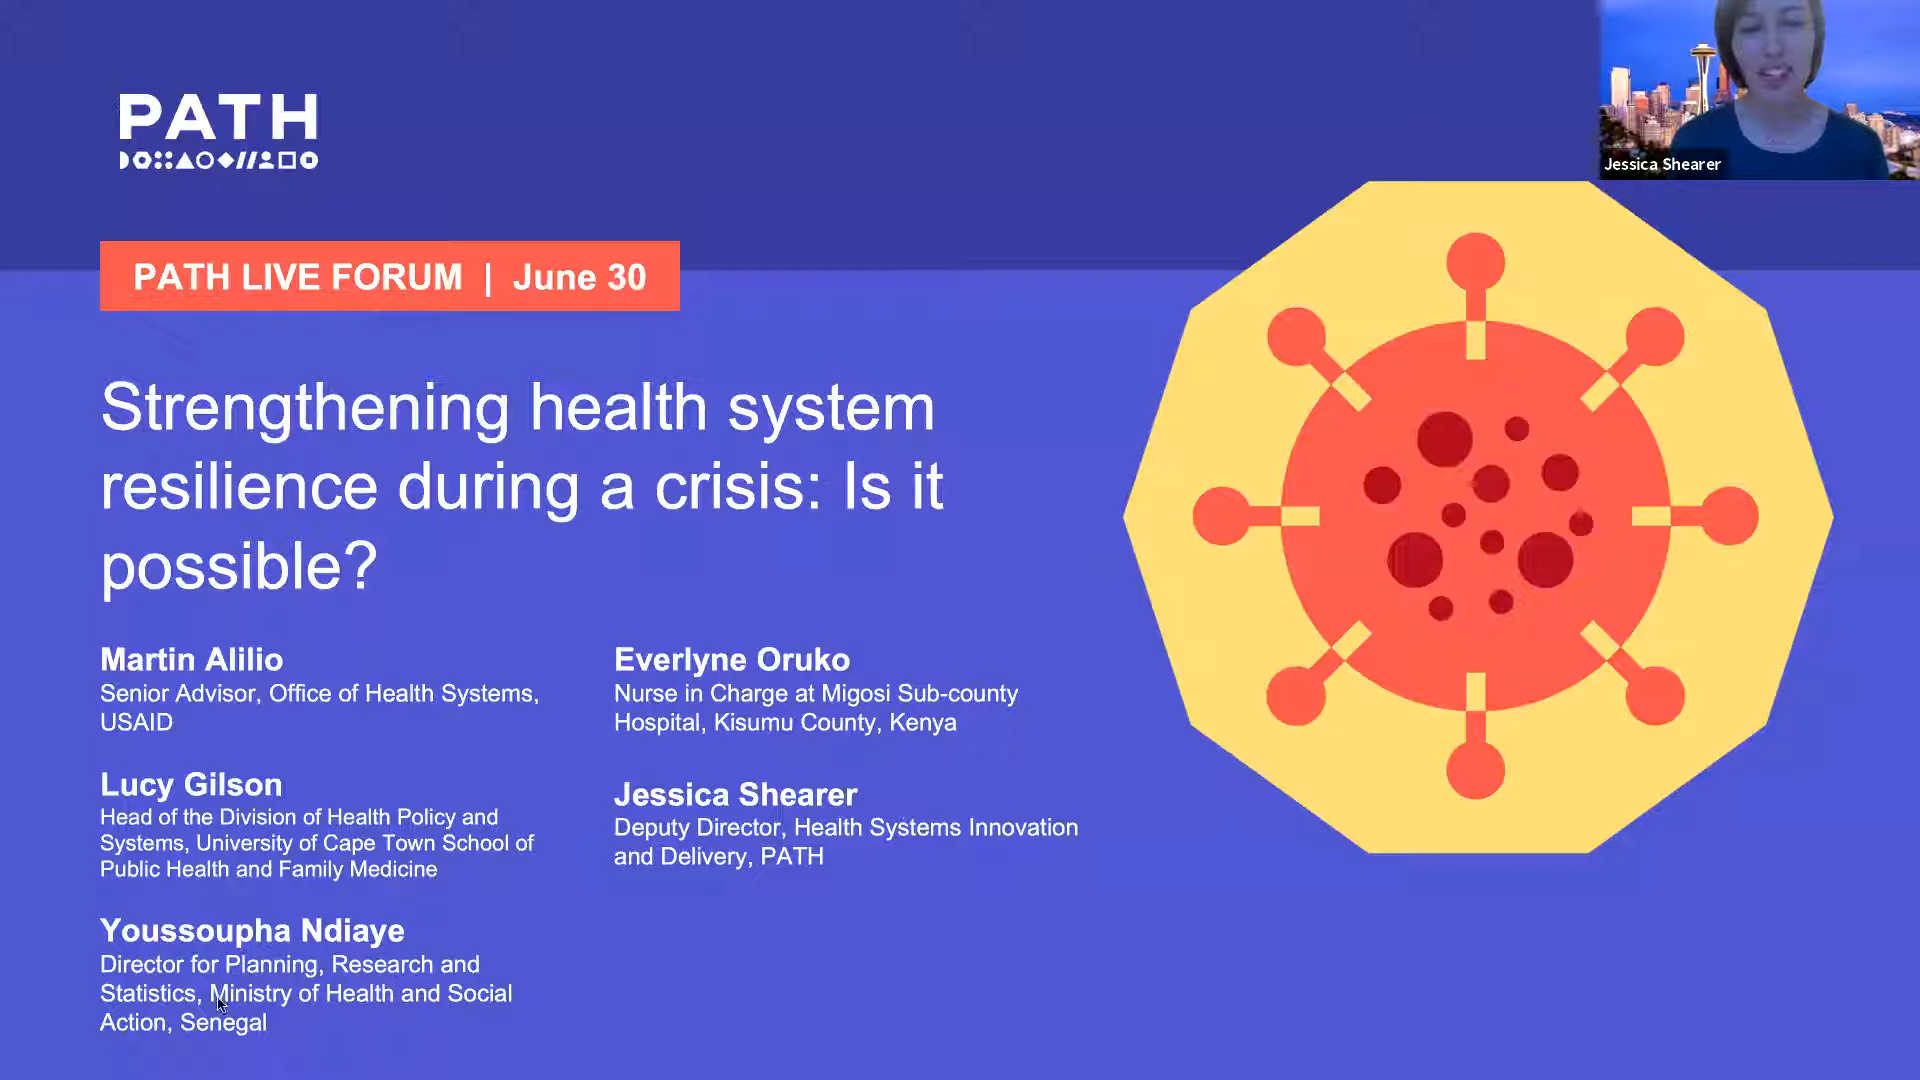 PATH
Jessica Shearer
PATH LIVE FORUM | June 30
Strengthening health system
resilience during a crisis: Is it
possible?
Martin Alilio
Senior Advisor, Office of Health Systems,
USAID
Lucy Gilson
Head of the Division of Health Policy and
Systems, University of Cape Town School of
Public Health and Family Medicine
Youssoupha Ndiaye
Director for Planning, Research and
Statistics, Ministry of Health and Social
Action, Senegal
Everlyne Oruko
Nurse in Charge at Migosi Sub-county
Hospital, Kisumu County, Kenya
Jessica Shearer
Deputy Director, Health Systems Innovation
and Delivery, PATH